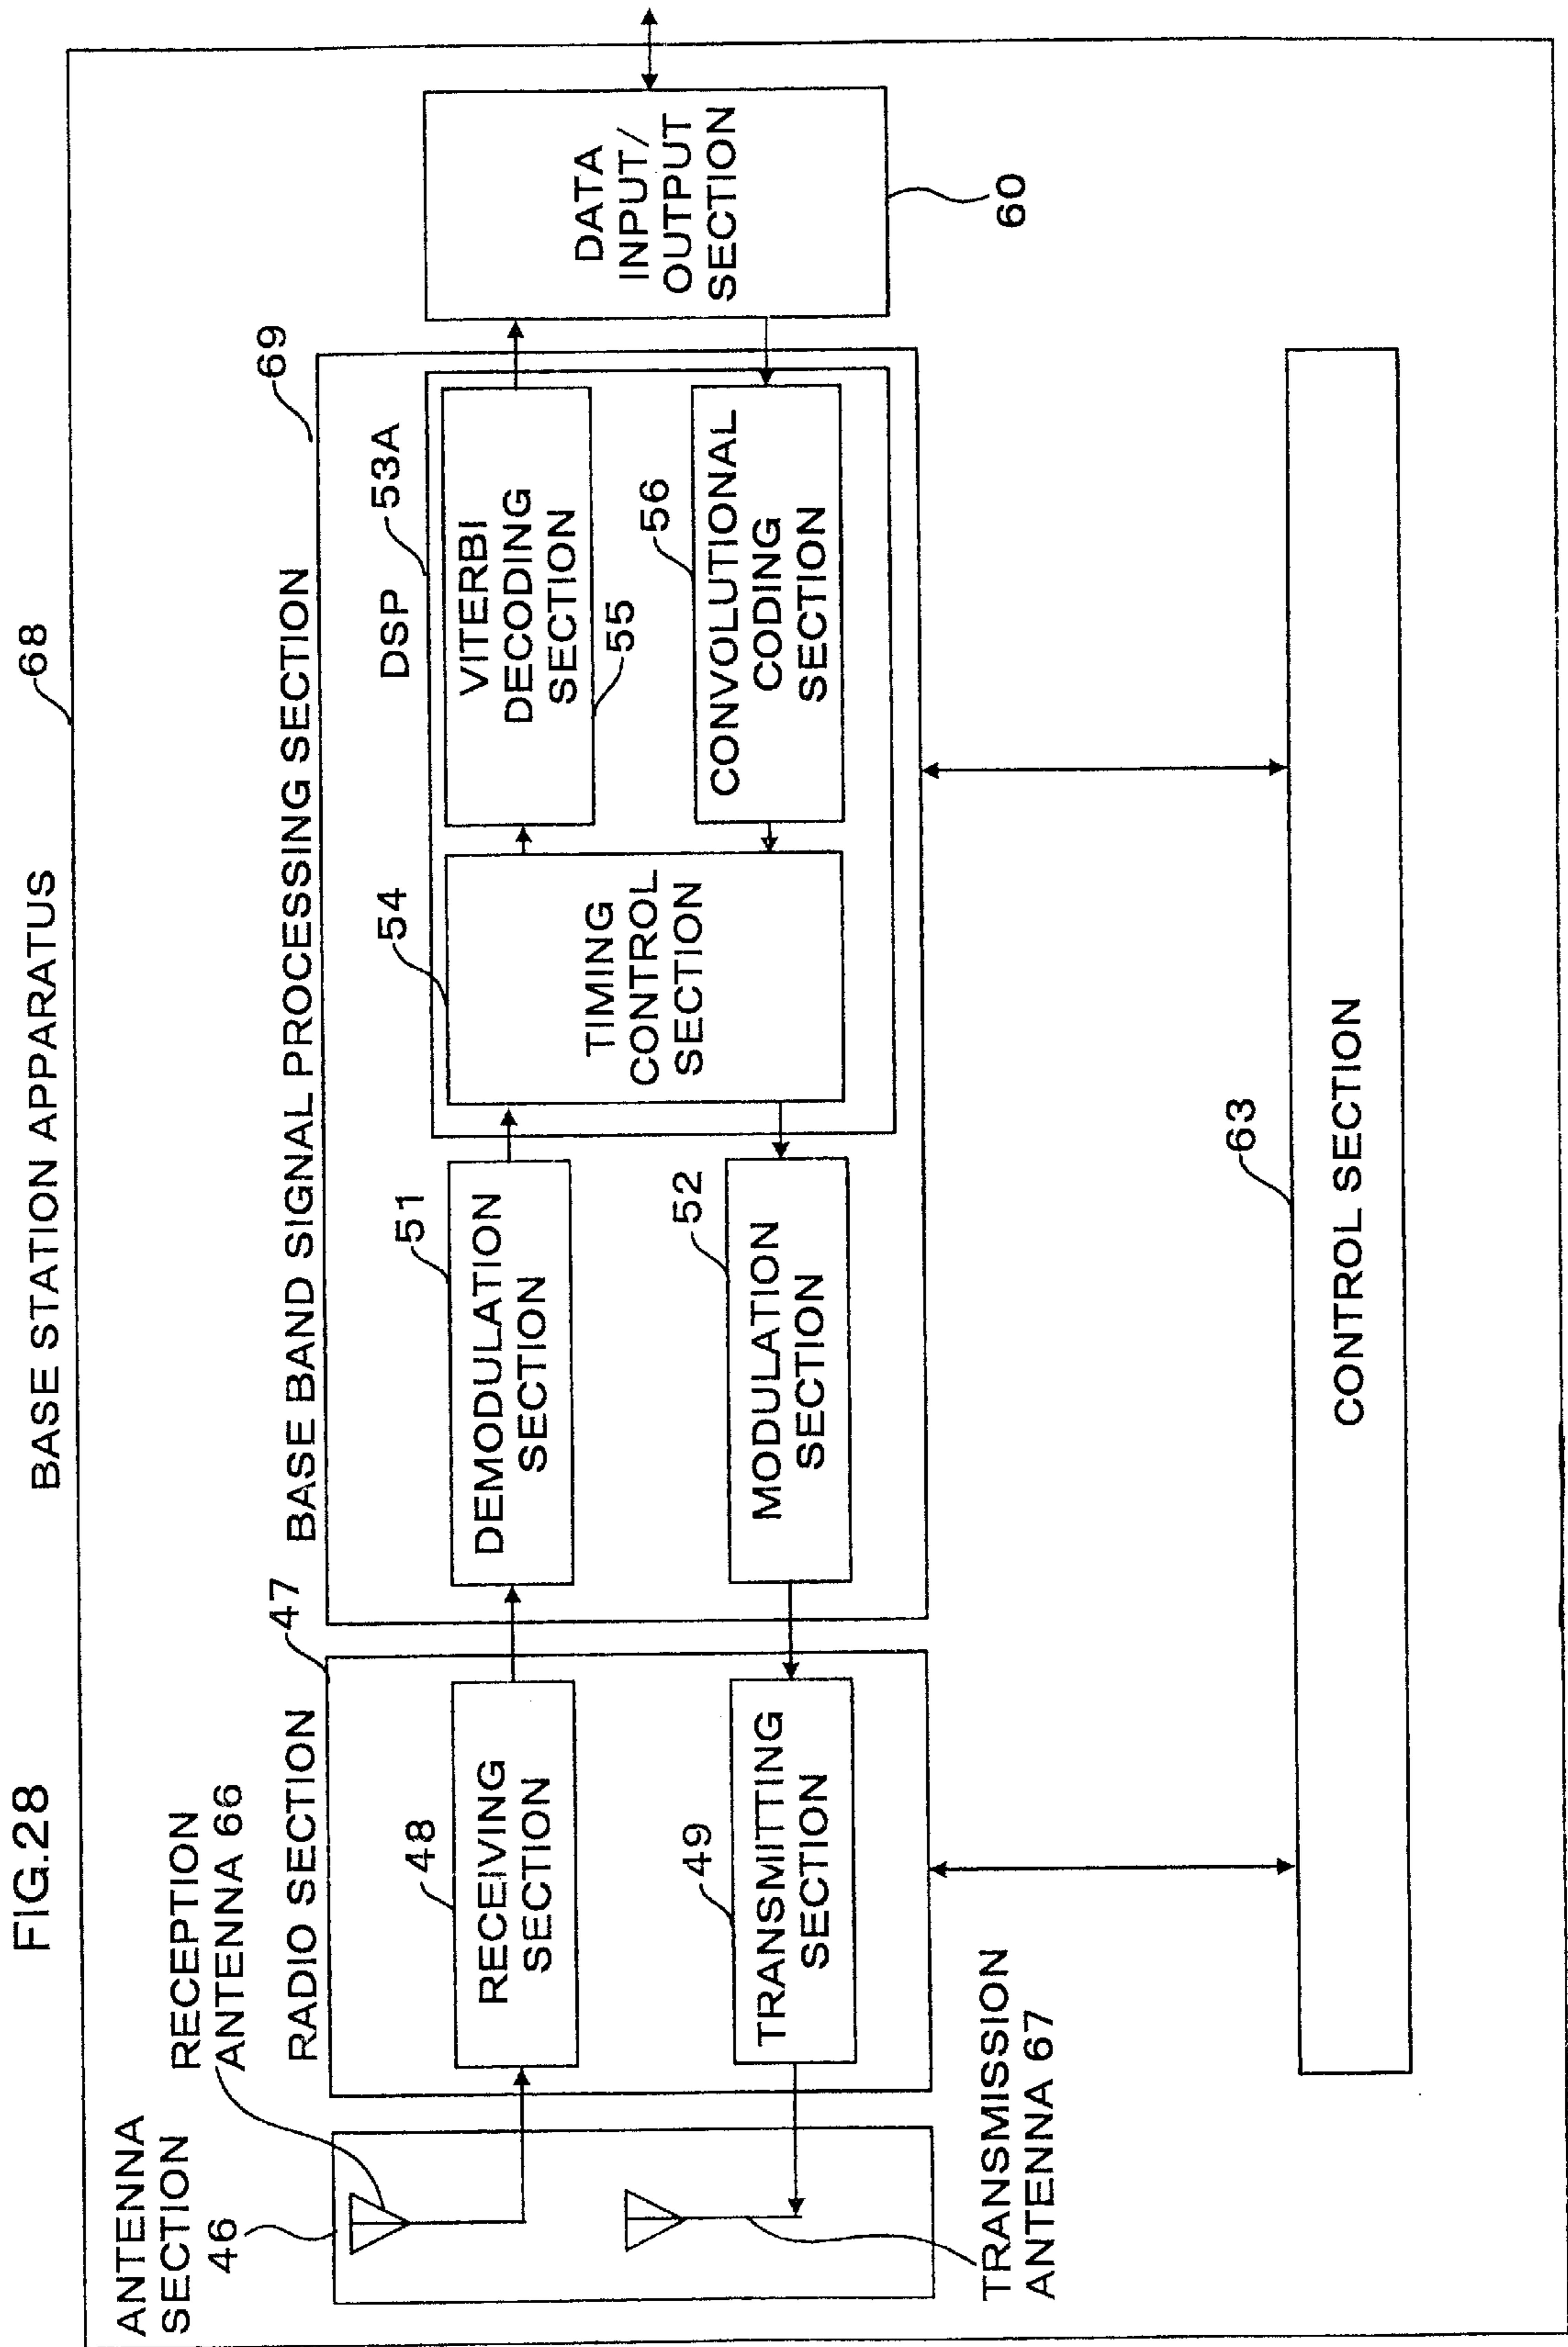 FIG.28
BASE STATION APPARATUS
68
ANTENNA
SECTION
46
RECEPTION
ANTENNA 66
RADIO SECTION
47
BASE BAND SIGNAL PROCESSING SECTION
69
48
RECEIVING
SECTION
51
DEMODULATION
SECTION
54
TIMING
CONTROL
SECTION
DSP
53A
VITERBI
DECODING
SECTION
55
DATA
INPUT/
OUTPUT
SECTION
60
49
TRANSMITTING
SECTION
52
MODULATION
SECTION
56
CONVOLUTIONAL
CODING
SECTION
TRANSMISSION
ANTENNA 67
63
CONTROL SECTION